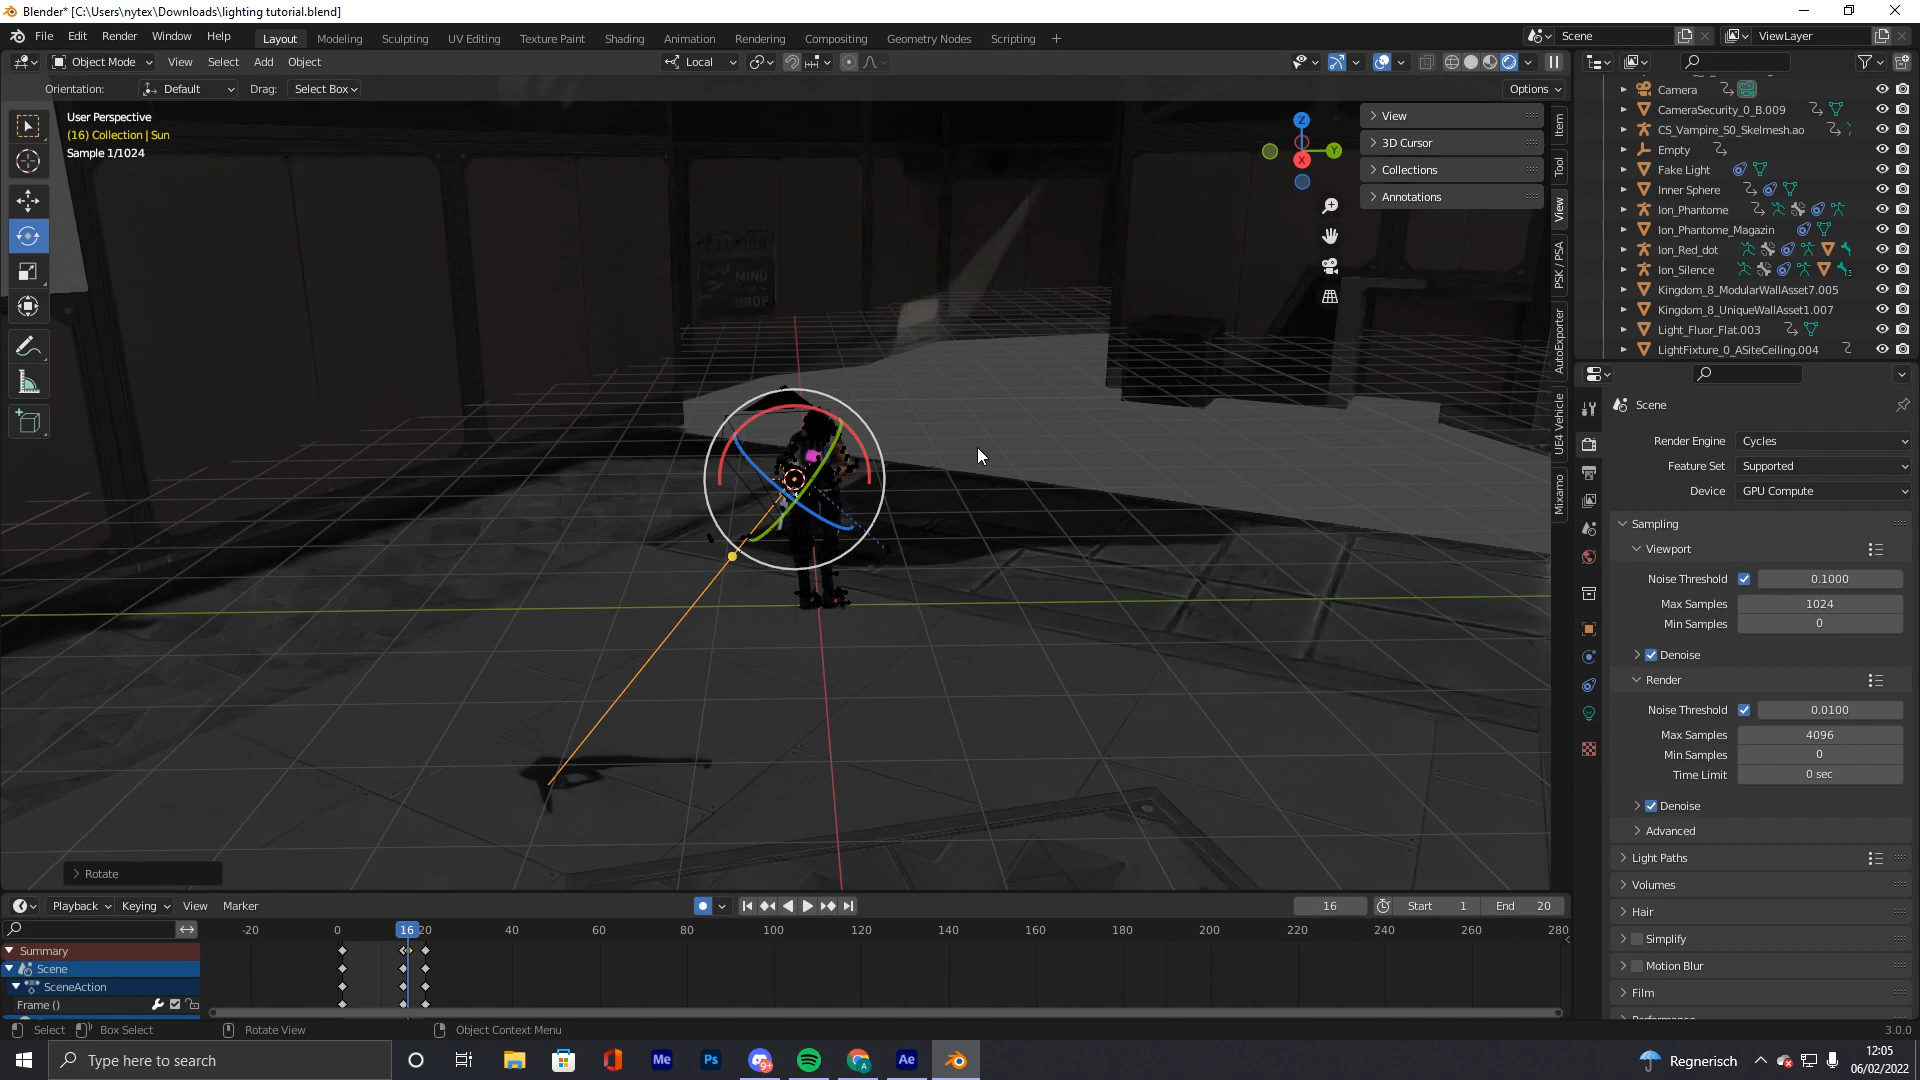 Blender* [C:\Users\nytex\Downloads\lighting tutorial.blend]
File Edit Render Window Help
Layout Modeling Sculpting UV Editing Texture Paint Shading Animation Rendering Compositing Geometry Nodes Scripting +
Scene
ViewLayer
Object Mode View Select Add Object
Local
Orientation: Default Drag: Select Box
Options
User Perspective
(16) Collection | Sun
Sample 1/1024
CAUTION
MIND
DROP
Z
Y
X
View
3D Cursor
Collections
Annotations
Item
Tool
View
PSK / PSA
AutoExporter
UE4 Vehicle
Mixamo
Camera
CameraSecurity_0_B.009
CS_Vampire_S0_Skelmesh.ao
Empty
Fake Light
Inner Sphere
Ion_Phantome
Ion_Phantome_Magazin
Ion_Red_dot
Ion_Silence
Kingdom_8_ModularWallAsset7.005
Kingdom_8_UniqueWallAsset1.007
Light_Fluor_Flat.003
LightFixture_0_ASiteCeiling.004
Scene
Render Engine Cycles
Feature Set Supported
Device GPU Compute
Sampling
Viewport
Noise Threshold 0.1000
Max Samples 1024
Min Samples 0
Denoise
Render
Noise Threshold 0.0100
Max Samples 4096
Min Samples 0
Time Limit 0 sec
Denoise
Advanced
Light Paths
Volumes
Hair
Simplify
Motion Blur
Film
Performance
Rotate
Playback Keying View Marker
16 Start 1 End 20
-20 0 16 20 40 60 80 100 120 140 160 180 200 220 240 260 280
Summary
Scene
SceneAction
Frame ()
Select Box Select Rotate View Object Context Menu
3.0.0
Type here to search
Me
Ps
9+
A
Ae
Regnerisch
12:05
06/02/2022